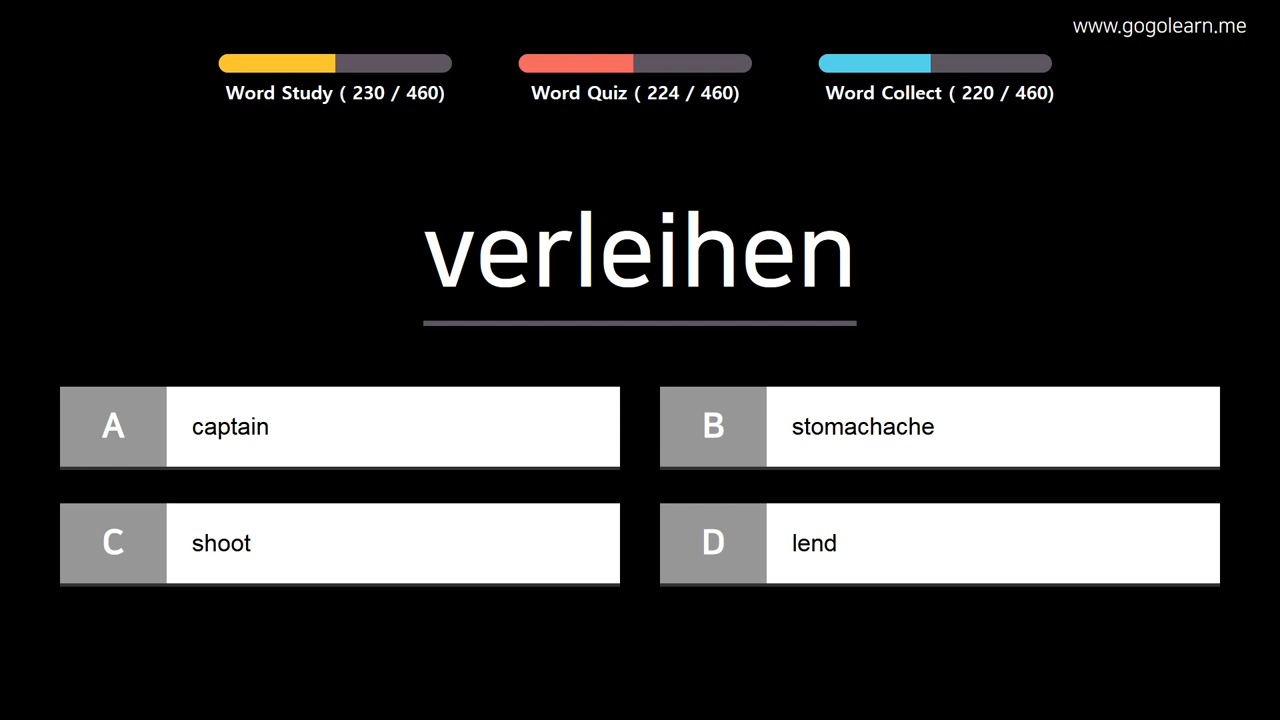 www.gogolearn.me
Word Study ( 230 / 460)
Word Quiz ( 224 / 460)
Word Collect ( 220 / 460)
verleihen
A captain
B stomachache
C shoot
D lend